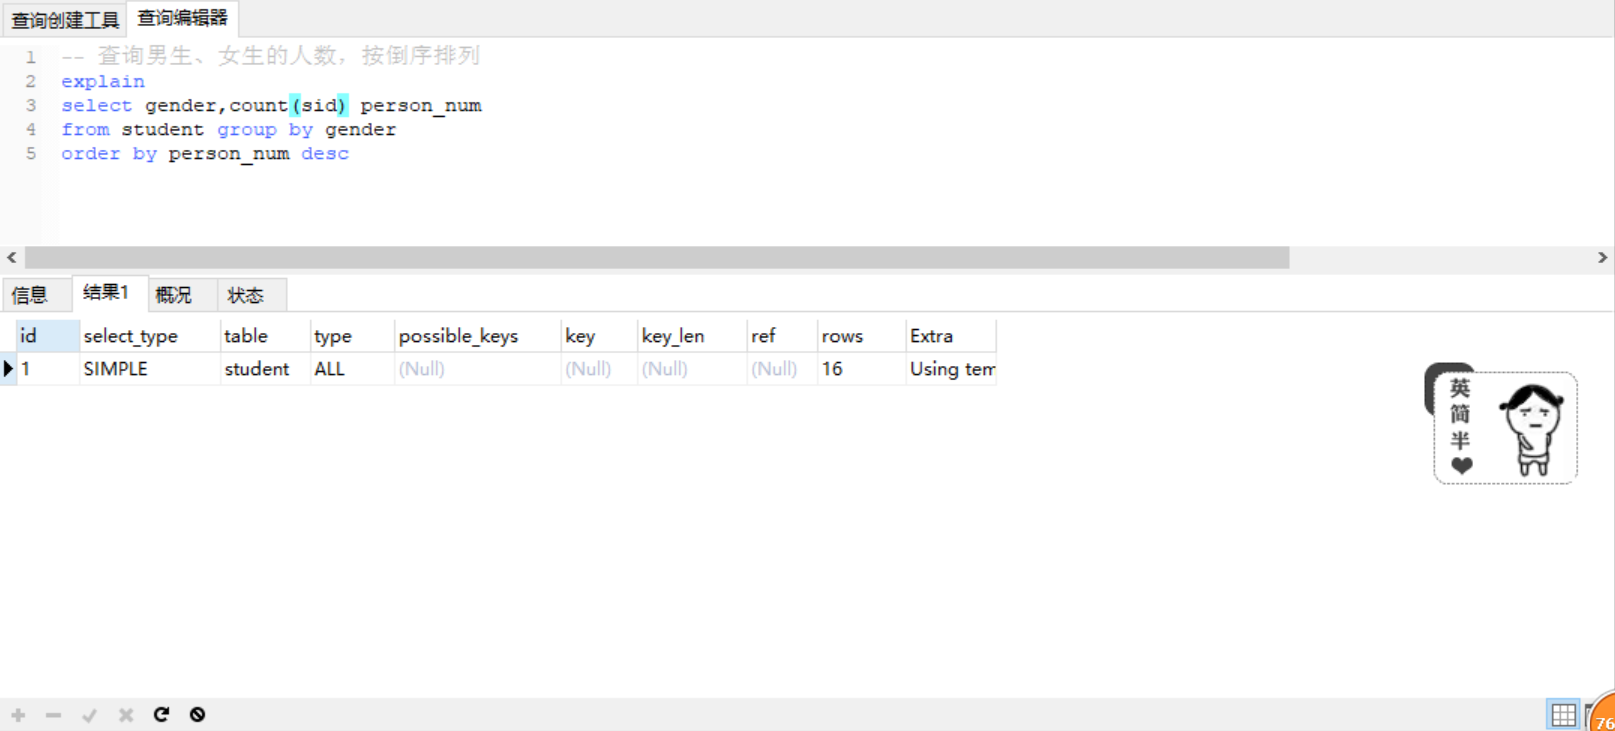 查询创建工具 查询编辑器
1 -- 查询男生、女生的人数，按倒序排列
2 explain
3 select gender,count(sid) person_num
4 from student group by gender
5 order by person_num desc
信息 结果1 概况 状态
id select_type table type possible_keys key key_len ref rows Extra
1 SIMPLE student ALL (Null) (Null) (Null) (Null) 16 Using tem
英
简
半
76